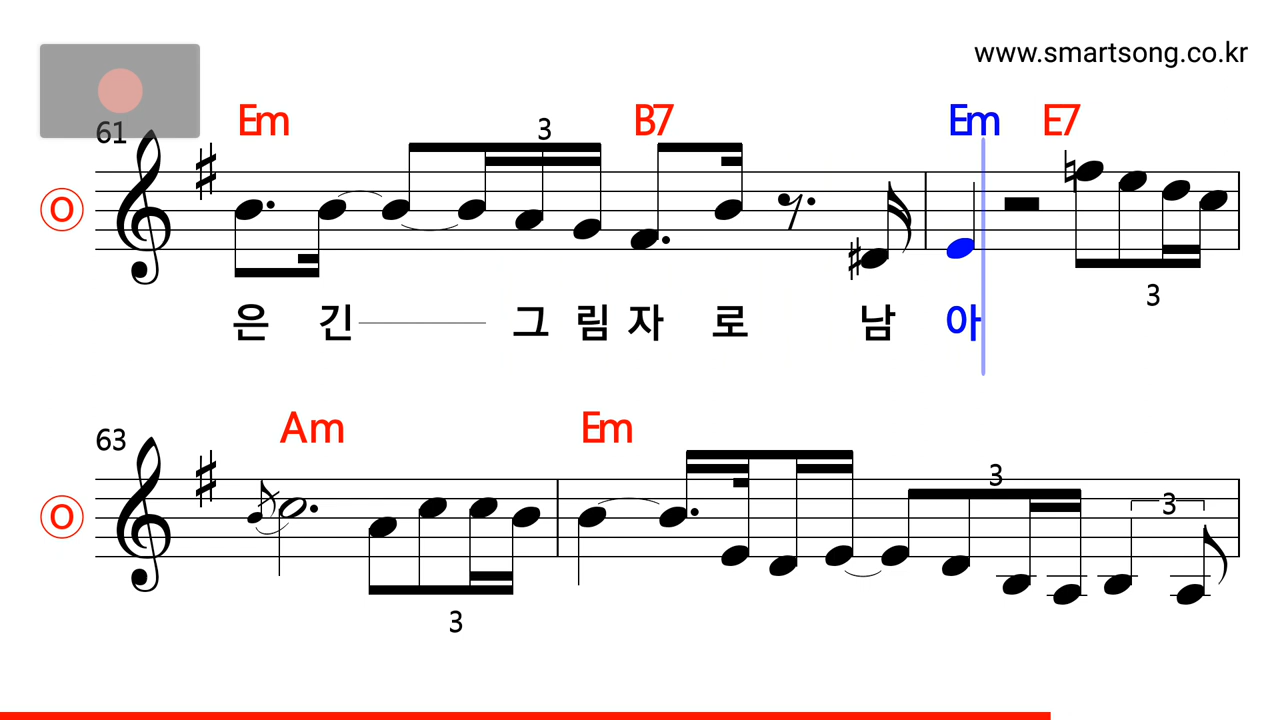 www.smartsong.co.kr
Em B7 Em E7
61 3
O
3
은 긴 그 림 자 로 남 아
Am Em
63 3
O 3
3